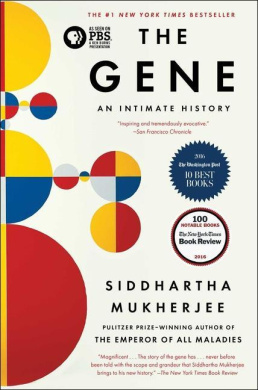 THE #1 NEW YORK TIMES BESTSELLER
AS SEEN ON
PBS
A KEN BURNS
PRESENTATION
THE
GENE
AN INTIMATE HISTORY
"Inspiring and tremendously evocative."
—San Francisco Chronicle
2016
The Washington Post
10 BEST
BOOKS
100
NOTABLE BOOKS
The New York Times
Book Review
2016
SIDDHARTHA
MUKHERJEE
PULITZER PRIZE–WINNING AUTHOR OF
THE EMPEROR OF ALL MALADIES
"Magnificent . . . The story of the gene has . . . never before
been told with the scope and grandeur that Siddhartha Mukherjee
brings to his new history." —The New York Times Book Review